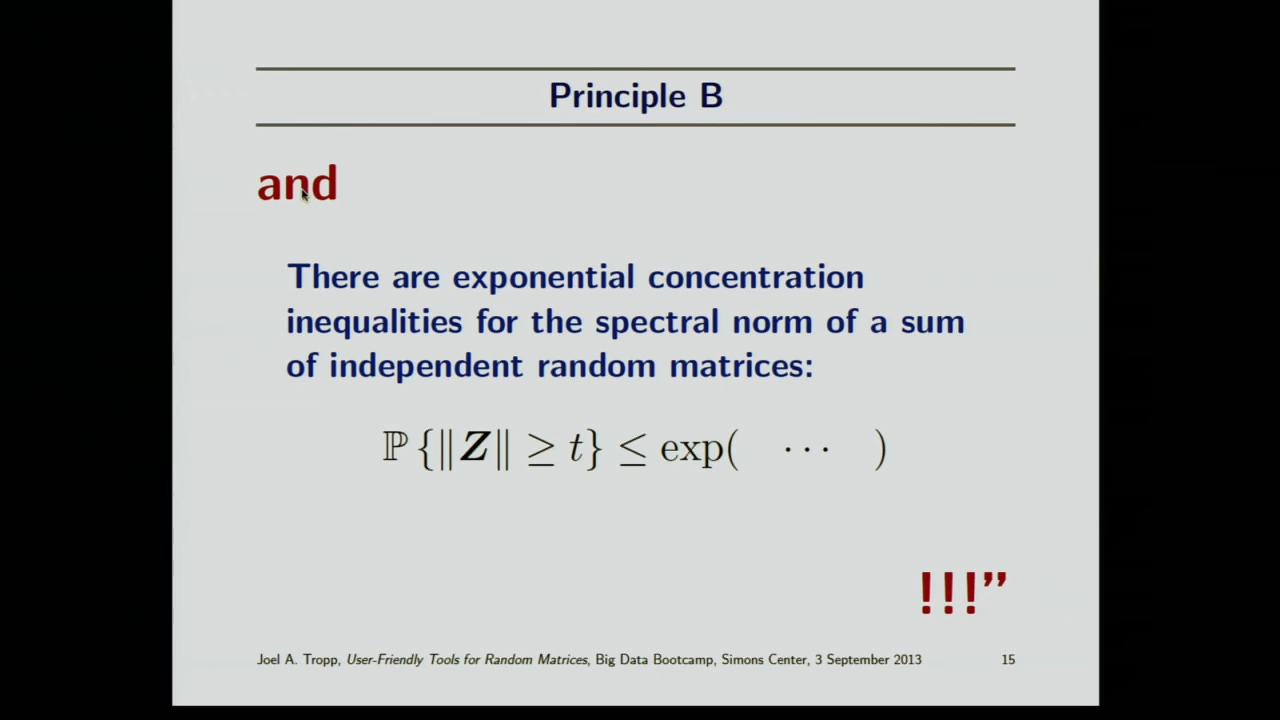 Principle B
and
There are exponential concentration
inequalities for the spectral norm of a sum
of independent random matrices:
ℙ {‖Z‖ ≥ t} ≤ exp( ⋯ )
!!!”
Joel A. Tropp, User-Friendly Tools for Random Matrices, Big Data Bootcamp, Simons Center, 3 September 2013 15